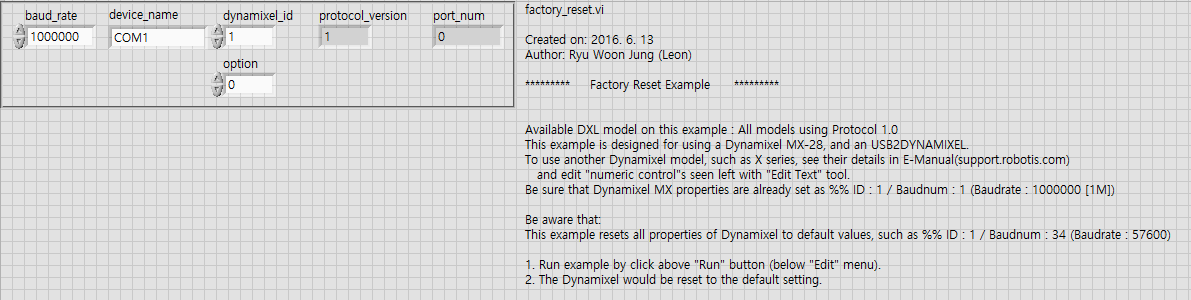 baud_rate device_name dynamixel_id protocol_version port_num
1000000 COM1 1 1 0
option
0
factory_reset.vi
Created on: 2016. 6. 13
Author: Ryu Woon Jung (Leon)
********* Factory Reset Example *********
Available DXL model on this example : All models using Protocol 1.0
This example is designed for using a Dynamixel MX-28, and an USB2DYNAMIXEL.
To use another Dynamixel model, such as X series, see their details in E-Manual(support.robotis.com)
and edit "numeric control"s seen left with "Edit Text" tool.
Be sure that Dynamixel MX properties are already set as %% ID : 1 / Baudnum : 1 (Baudrate : 1000000 [1M])
Be aware that:
This example resets all properties of Dynamixel to default values, such as %% ID : 1 / Baudnum : 34 (Baudrate : 57600)
1. Run example by click above "Run" button (below "Edit" menu).
2. The Dynamixel would be reset to the default setting.